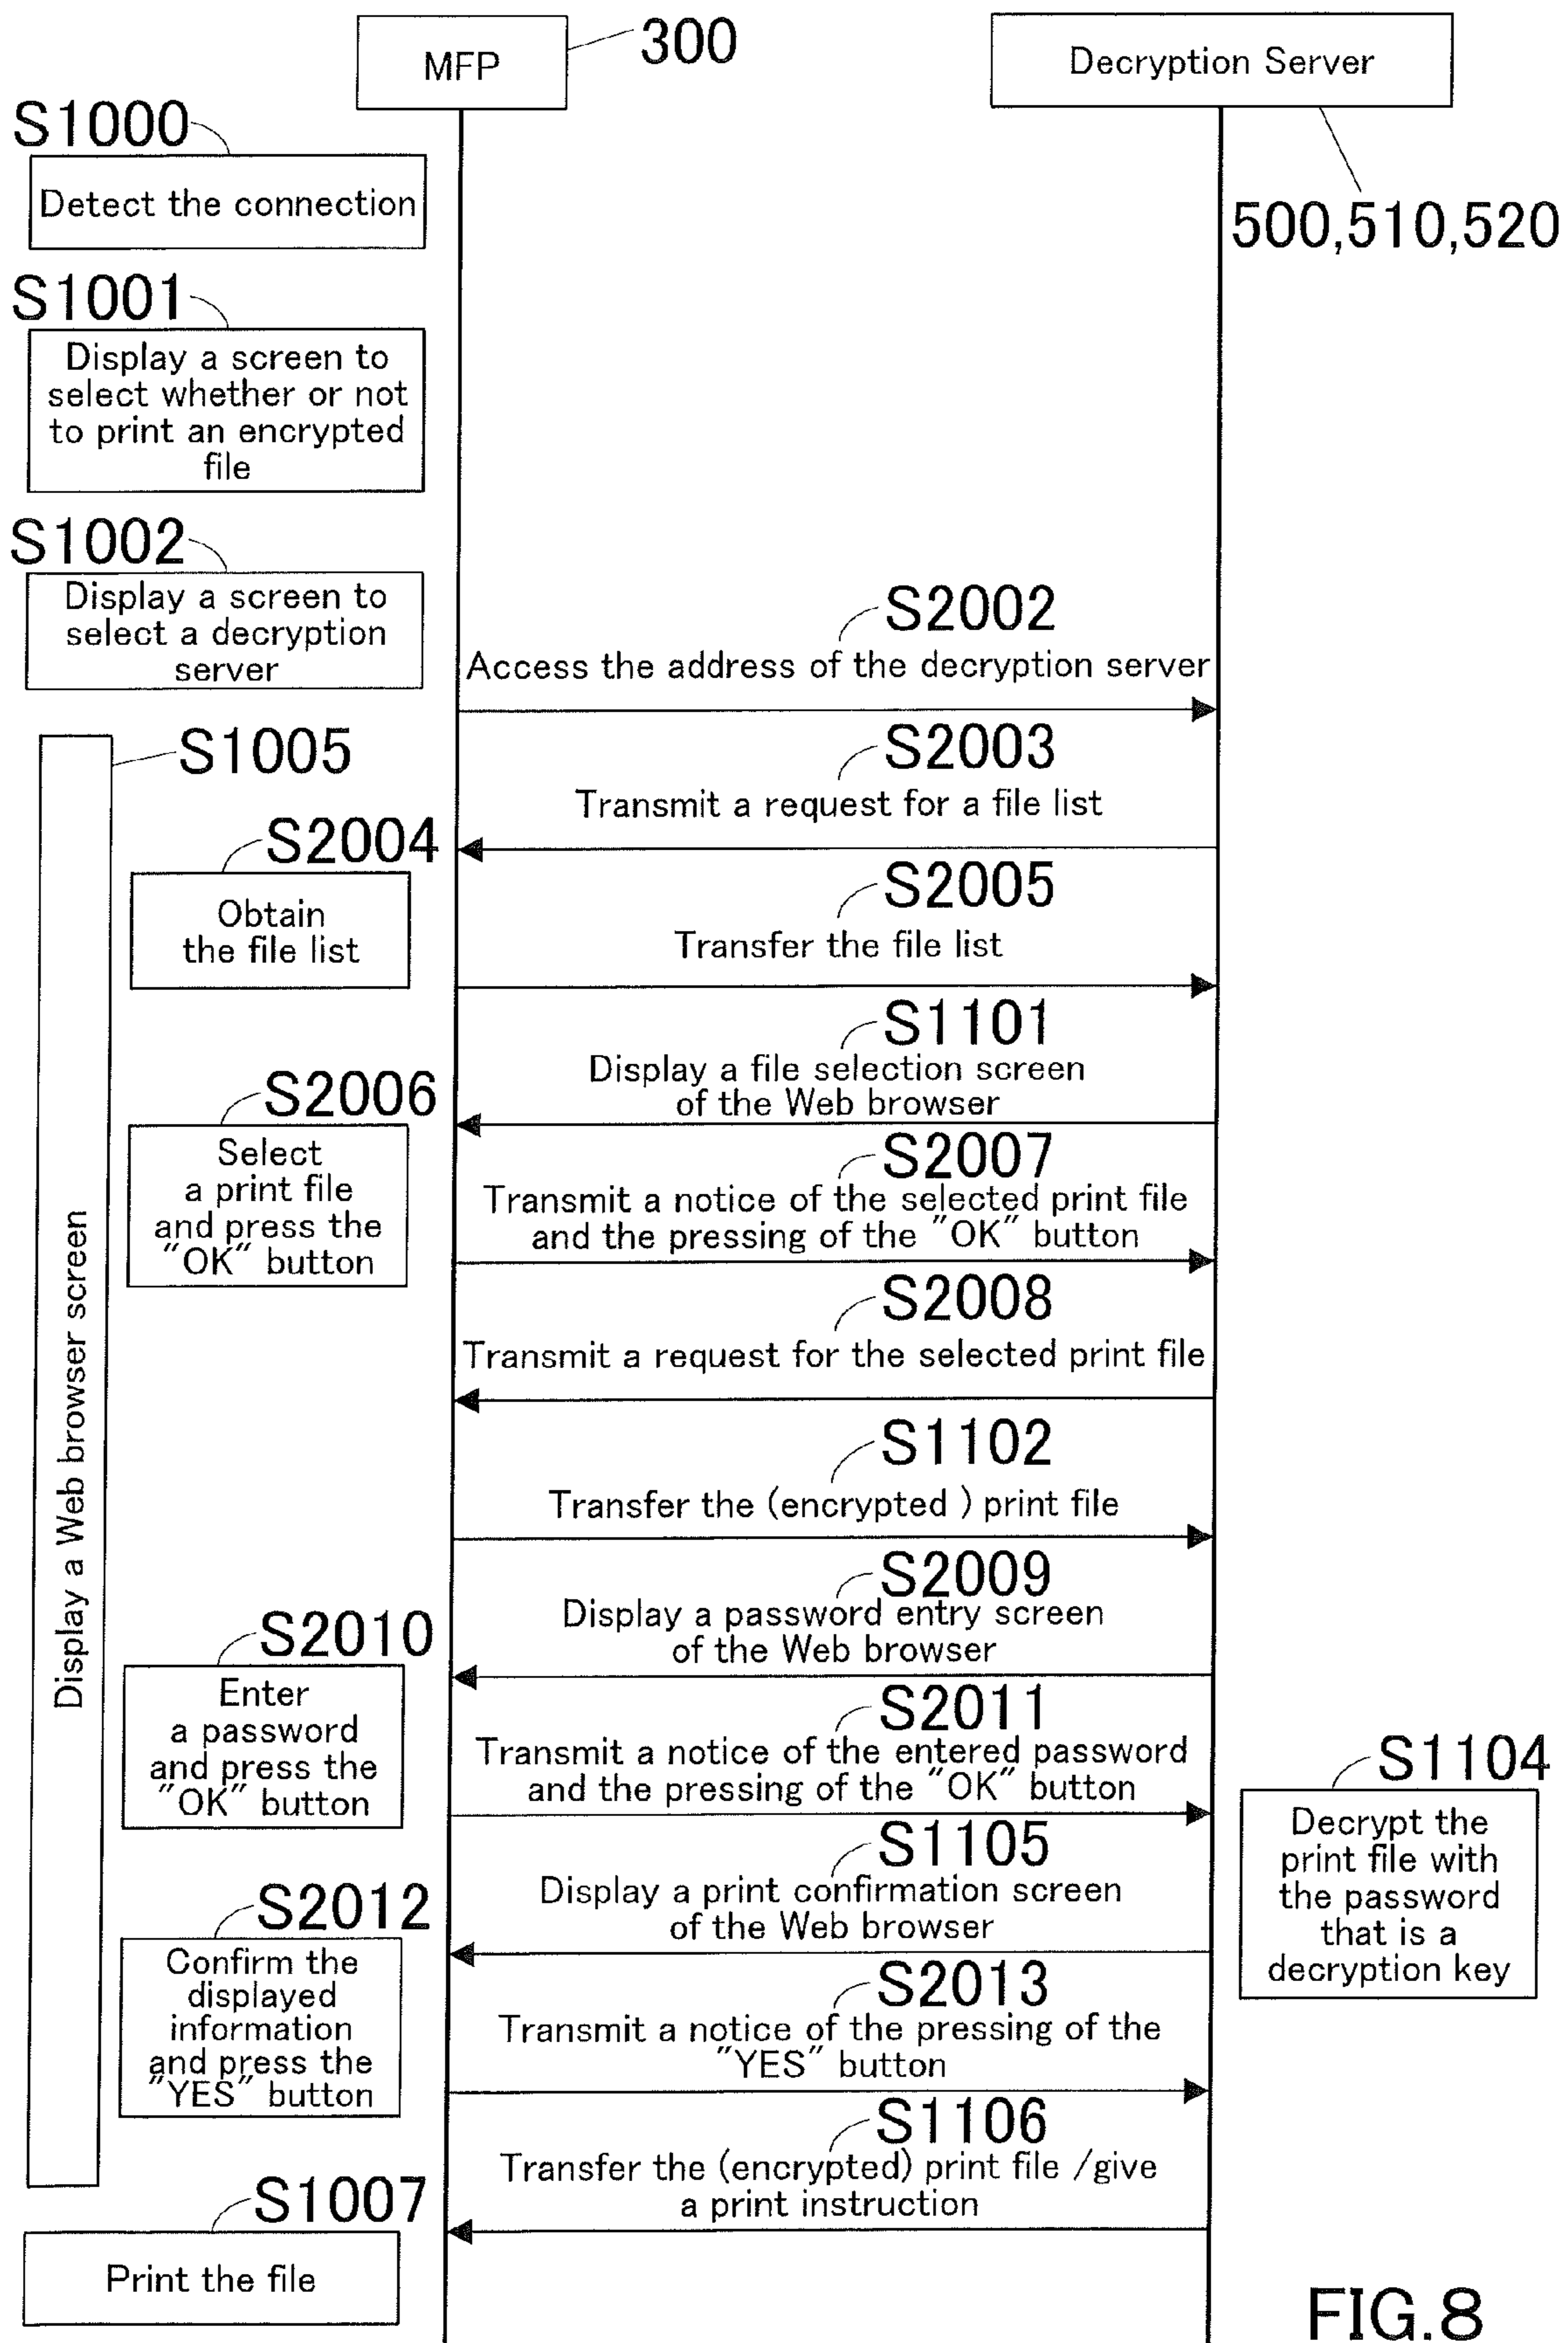 MFP
300
Decryption Server
500,510,520
S1000
Detect the connection
S1001
Display a screen to
select whether or not
to print an encrypted
file
S1002
Display a screen to
select a decryption
server
S2002
Access the address of the decryption server
S1005
Display a Web browser screen
S2003
Transmit a request for a file list
S2004
Obtain
the file list
S2005
Transfer the file list
S1101
Display a file selection screen
of the Web browser
S2006
Select
a print file
and press the
"OK" button
S2007
Transmit a notice of the selected print file
and the pressing of the "OK" button
S2008
Transmit a request for the selected print file
S1102
Transfer the (encrypted ) print file
S2009
Display a password entry screen
of the Web browser
S2010
Enter
a password
and press the
"OK" button
S2011
Transmit a notice of the entered password
and the pressing of the "OK" button
S1104
Decrypt the
print file with
the password
that is a
decryption key
S1105
Display a print confirmation screen
of the Web browser
S2012
Confirm the
displayed
information
and press the
"YES" button
S2013
Transmit a notice of the pressing of the
"YES" button
S1106
Transfer the (encrypted) print file /give
a print instruction
S1007
Print the file
FIG.8